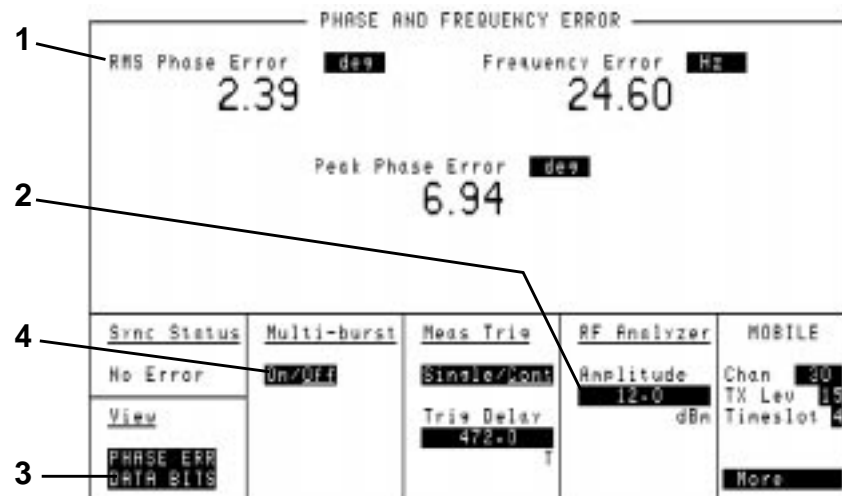 PHASE AND FREQUENCY ERROR
1
RMS Phase Error deg
2.39
Frequency Error Hz
24.60
Peak Phase Error deg
6.94
2
4
3
Sync Status
No Error
View
PHASE ERR
DATA BITS
Multi-burst
On/Off
Meas Trig
Single/Cont
Trig Delay
472.0
T
RF Analyzer
Amplitude
12.0
dBm
MOBILE
Chan 30
TX Lev 15
Timeslot 4
More